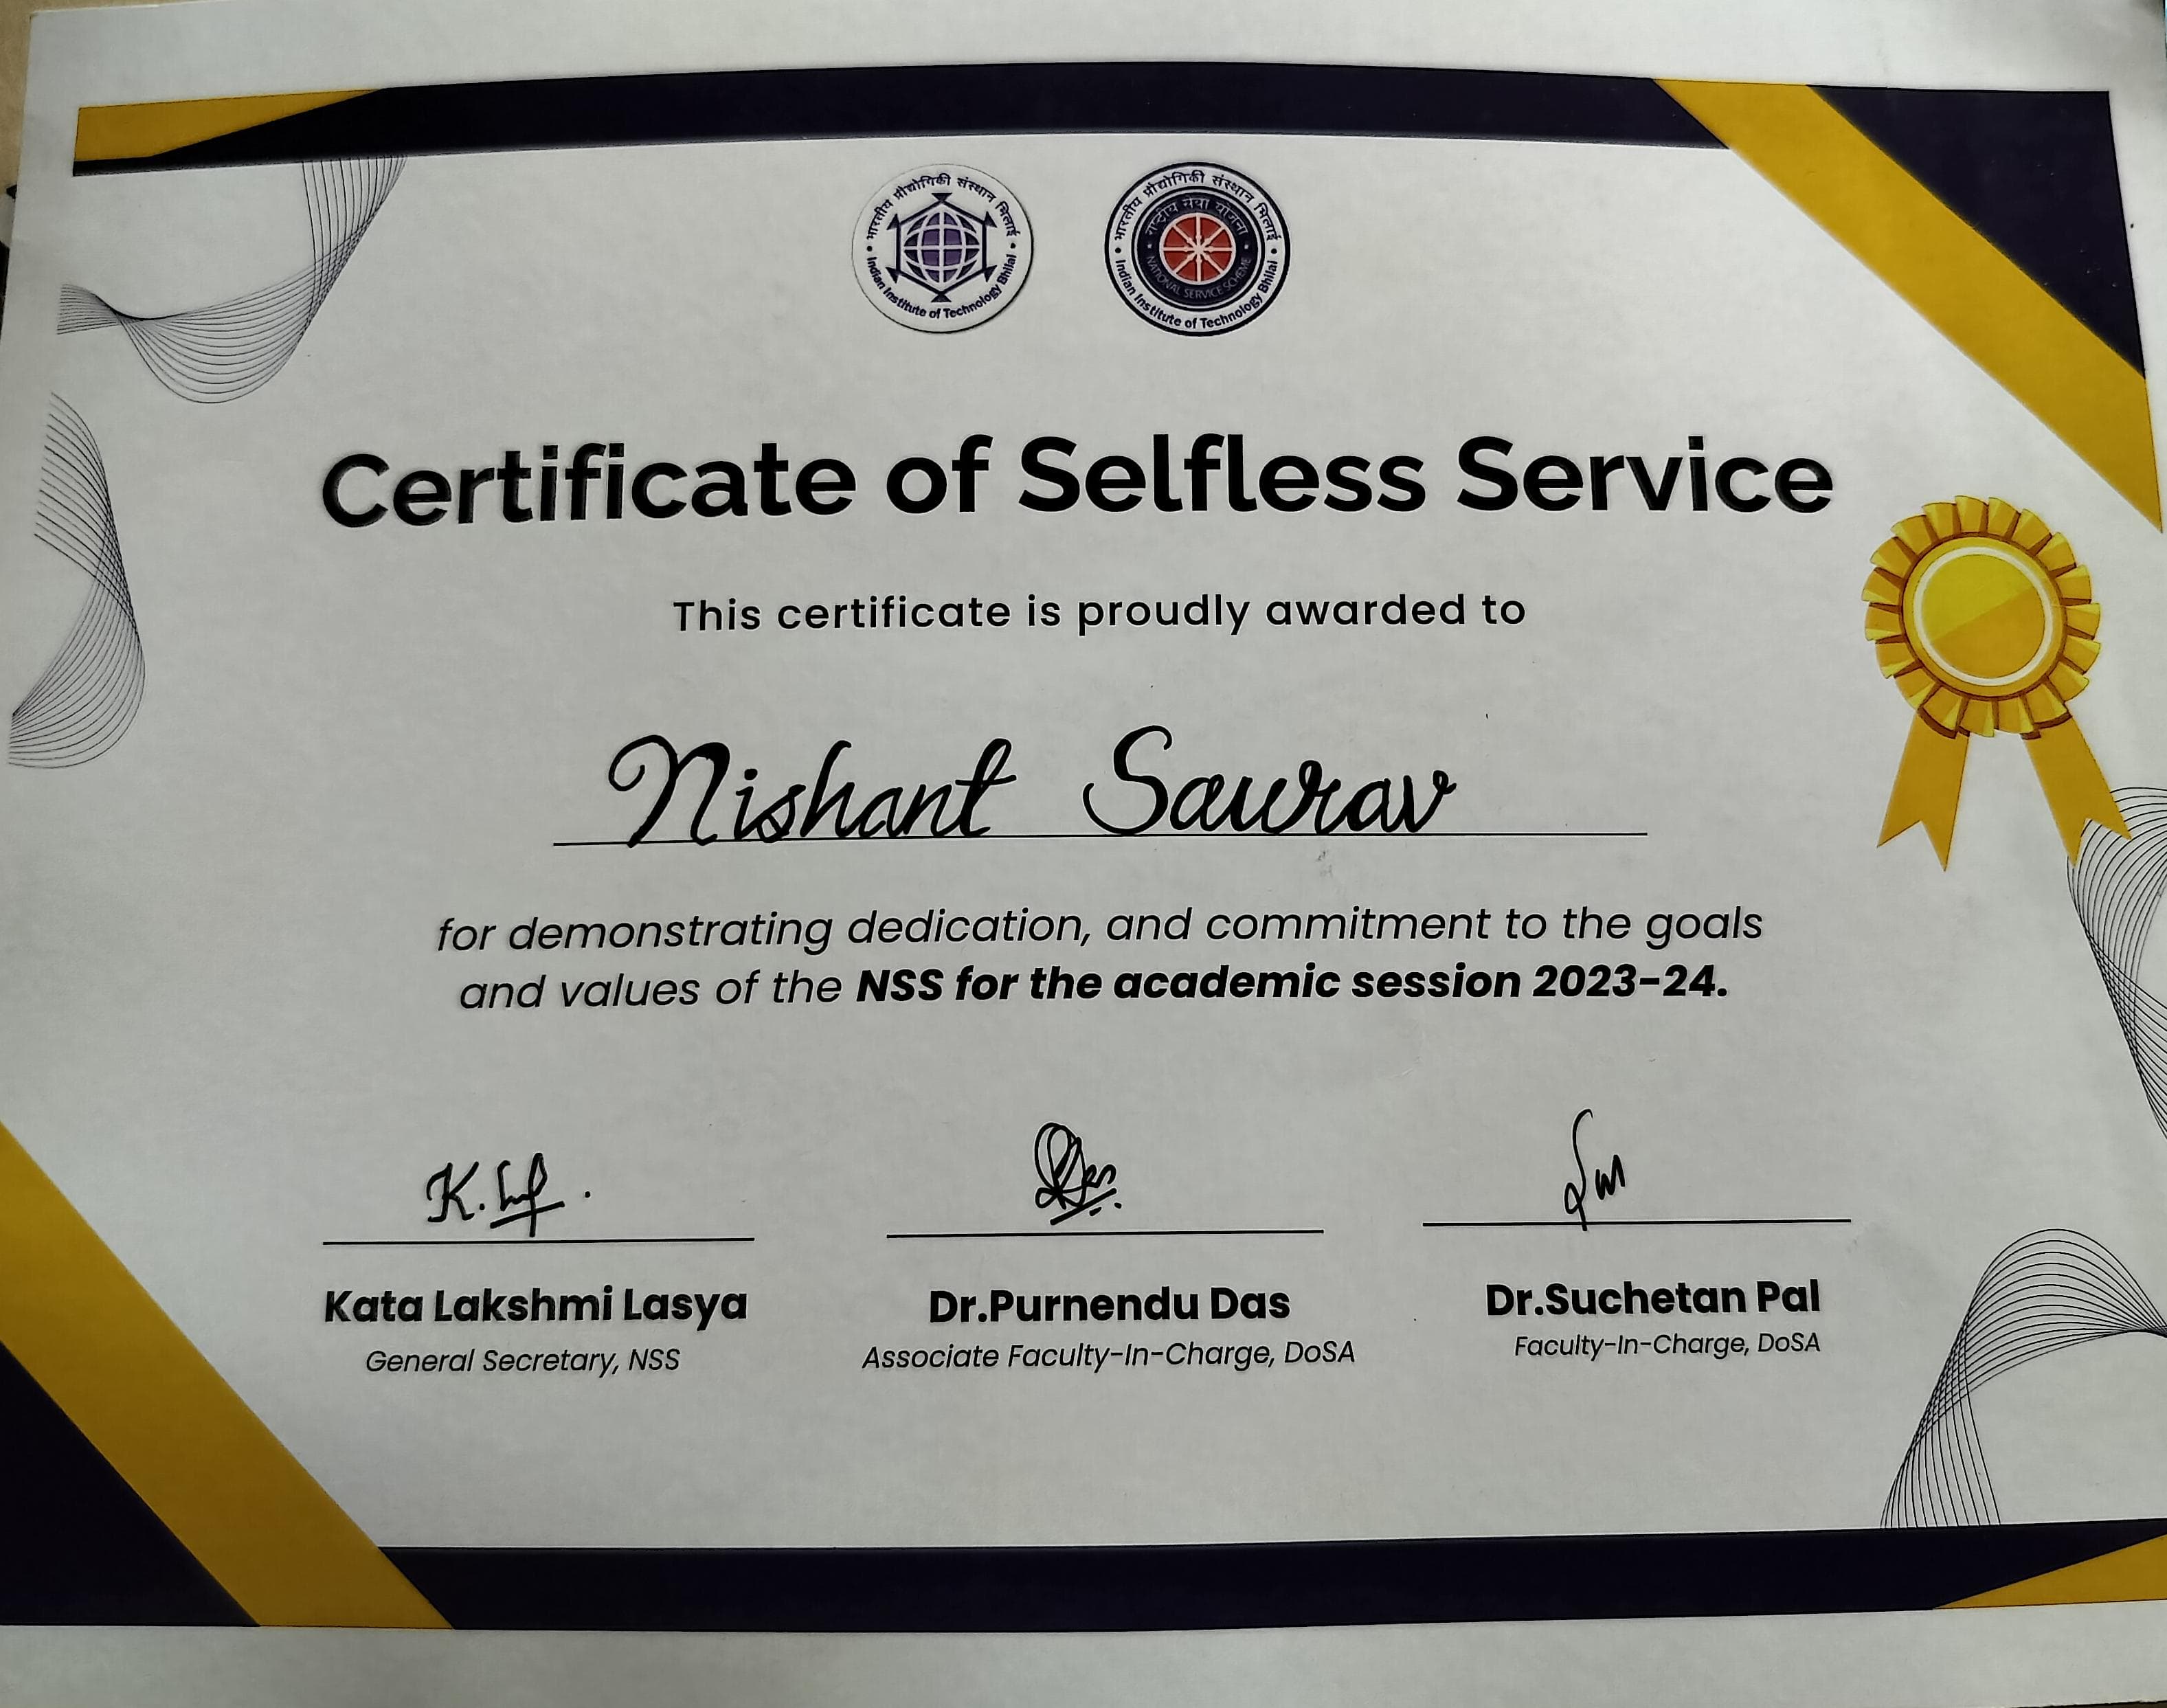 भारतीय प्रौद्योगिकी संस्थान भिलाई
Indian Institute of Technology Bhilai
भारतीय प्रौद्योगिकी संस्थान भिलाई
राष्ट्रीय सेवा योजना
NATIONAL SERVICE SCHEME
Indian Institute of Technology Bhilai
Certificate of Selfless Service
This certificate is proudly awarded to
Nishant Saurav
for demonstrating dedication, and commitment to the goals
and values of the NSS for the academic session 2023-24.
Kata Lakshmi Lasya Dr.Purnendu Das Dr.Suchetan Pal
General Secretary, NSS Associate Faculty-In-Charge, DoSA Faculty-In-Charge, DoSA